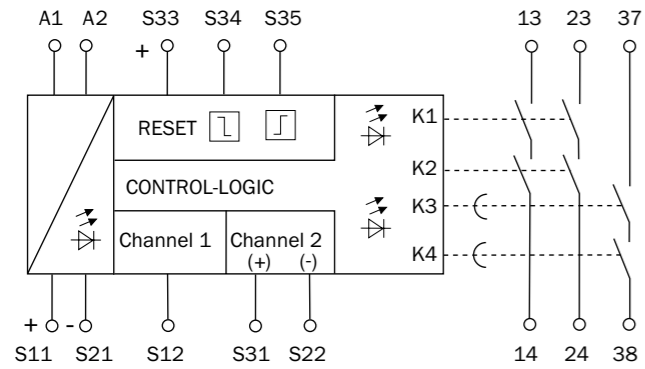 A1 A2 S33 S34 S35 13 23 37
+
RESET K1
K2
CONTROL-LOGIC
K3
Channel 1 Channel 2
(+) (-) K4
+ -
S11 S21 S12 S31 S22 14 24 38